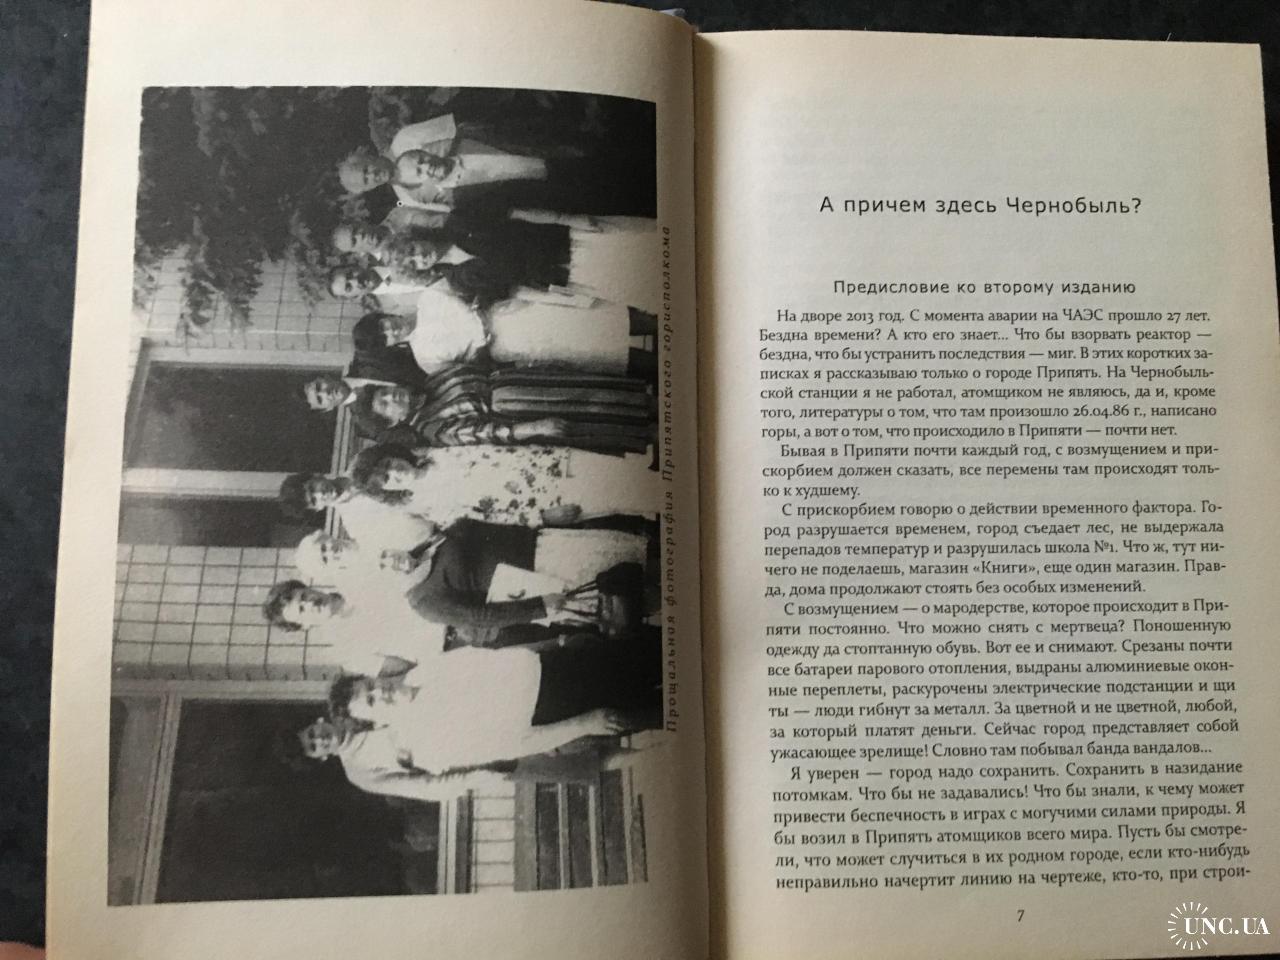 Прощальная фотография Припятского горисполкома
А причем здесь Чернобыль?
Предисловие ко второму изданию
На дворе 2013 год. С момента аварии на ЧАЭС прошло 27 лет.
Бездна времени? А кто его знает... Что бы взорвать реактор —
бездна, что бы устранить последствия — миг. В этих коротких за-
писках я рассказываю только о городе Припять. На Чернобыль-
ской станции я не работал, атомщиком не являюсь, да и, кроме
того, литературы о том, что там произошло 26.04.86 г., написано
горы, а вот о том, что происходило в Припяти — почти нет.
Бывая в Припяти почти каждый год, с возмущением и при-
скорбием должен сказать, все перемены там происходят толь-
ко к худшему.
С прискорбием говорю о действии временного фактора. Го-
род разрушается временем, город съедает лес, не выдержала
перепадов температур и разрушилась школа №1. Что ж, тут ни-
чего не поделаешь, магазин «Книги», еще один магазин. Прав-
да, дома продолжают стоять без особых изменений.
С возмущением — о мародерстве, которое происходит в При-
пяти постоянно. Что можно снять с мертвеца? Поношенную
одежду да стоптанную обувь. Вот ее и снимают. Срезаны почти
все батареи парового отопления, выдраны алюминиевые окон-
ные переплеты, раскурочены электрические подстанции и щи
ты — люди гибнут за металл. За цветной и не цветной, любой,
за который платят деньги. Сейчас город представляет собой
ужасающее зрелище! Словно там побывал банда вандалов...
Я уверен — город надо сохранить. Сохранить в назидание
потомкам. Что бы не задавались! Что бы знали, к чему может
привести беспечность в играх с могучими силами природы. Я
бы возил в Припять атомщиков всего мира. Пусть бы смотре-
ли, что может случиться в их родном городе, если кто-нибудь
неправильно начертит линию на чертеже, кто-то, при строи-
7
UNC.UA